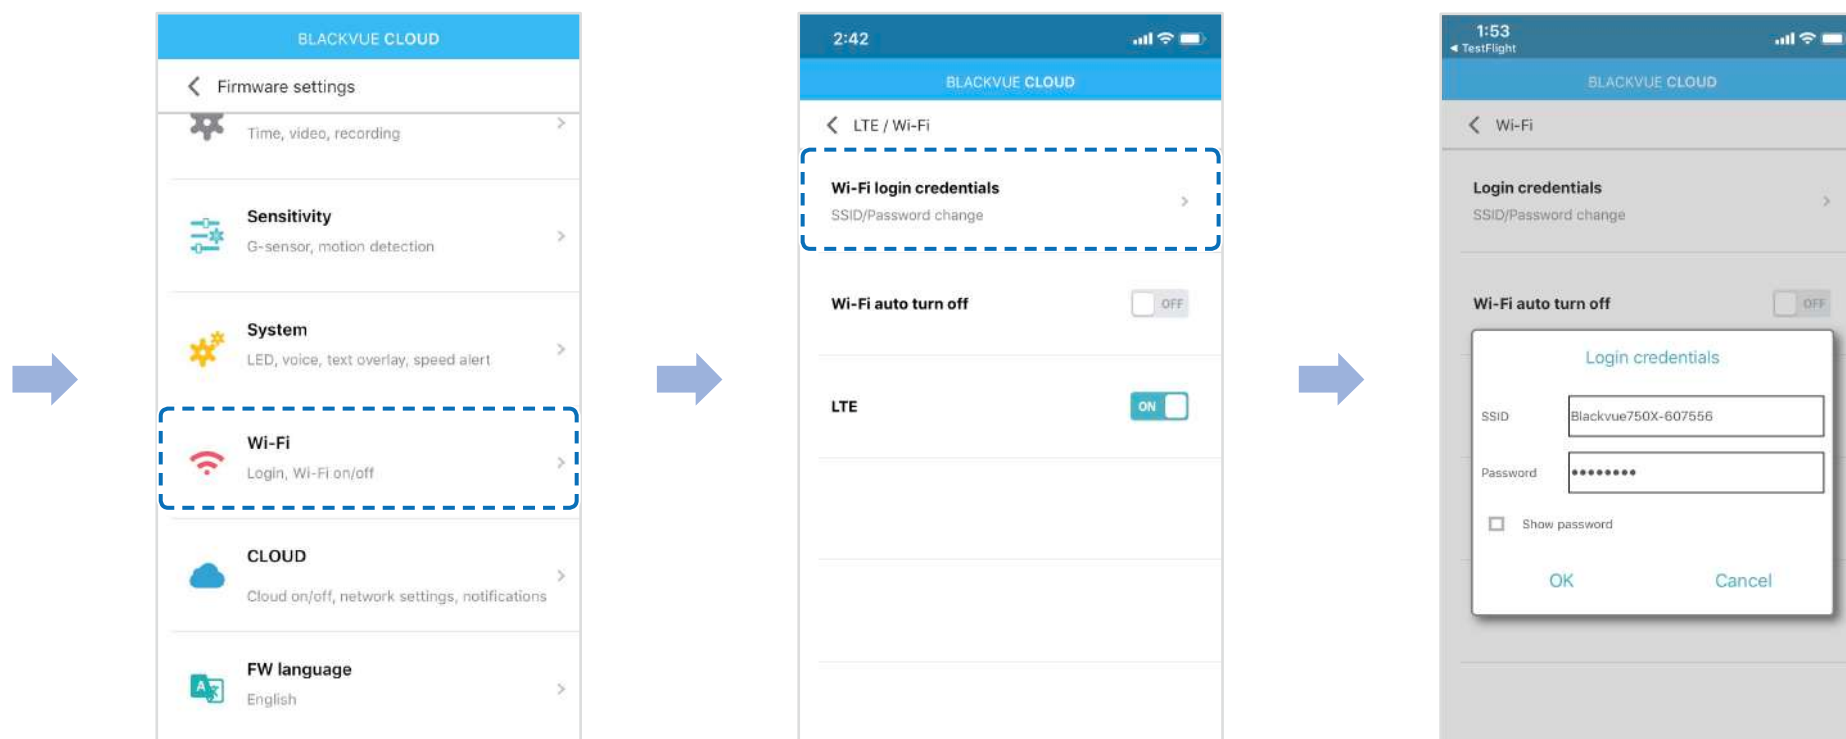 BLACKVUE CLOUD
Firmware settings
Time, video, recording
Sensitivity
G-sensor, motion detection
System
LED, voice, text overlay, speed alert
Wi-Fi
Login, Wi-Fi on/off
CLOUD
Cloud on/off, network settings, notifications
FW language
English
2:42
BLACKVUE CLOUD
LTE / Wi-Fi
Wi-Fi login credentials
SSID/Password change
Wi-Fi auto turn off
OFF
LTE
ON
1:53
TestFlight
BLACKVUE CLOUD
Wi-Fi
Login credentials
SSID/Password change
Wi-Fi auto turn off
OFF
Login credentials
SSID
Blackvue750X-607556
Password
••••••••
Show password
OK
Cancel